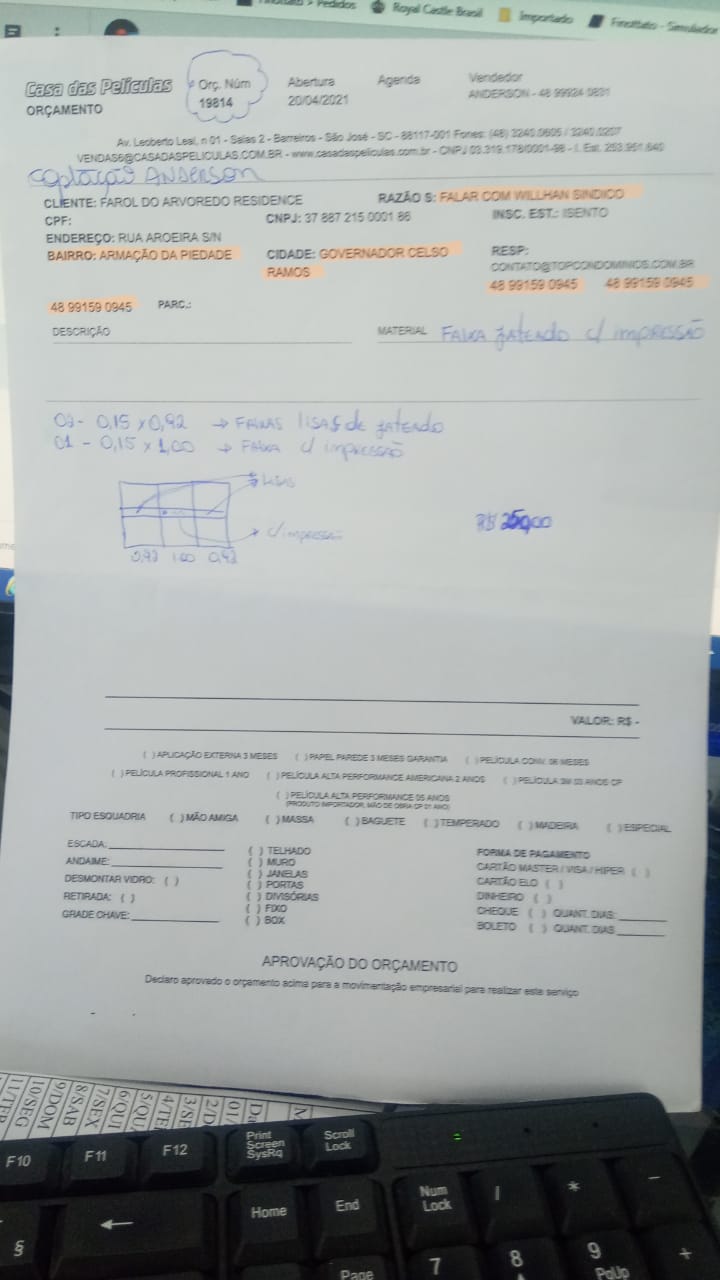 Pedidos
Royal Castle Brasil
Importado
Finottato - Simulador
Casa das Películas
Orç. Núm
Abertura
Agenda
Vendedor
ORÇAMENTO
19814
20/04/2021
ANDERSON - 48 99924 0831
Av. Leoberto Leal, n 01 - Salas 2 - Barreiros - São José - SC - 88117-001 Fones: (48) 3240.0605 / 3240.0207
VENDAS6@CASADASPELICULAS.COM.BR - www.casadaspeliculas.com.br - CNPJ 03.319.178/0001-98 - I. Est. 253.951.640
Captação ANDERSON
CLIENTE: FAROL DO ARVOREDO RESIDENCE
RAZÃO S: FALAR COM WILLHAN SINDICO
CPF:
CNPJ: 37 887 215 0001 86
INSC. EST.: ISENTO
ENDEREÇO: RUA AROEIRA S/N
BAIRRO: ARMAÇÃO DA PIEDADE
CIDADE: GOVERNADOR CELSO RAMOS
RESP:
CONTATO@TOPCONDOMINIOS.COM.BR
48 99159 0945 48 99159 0945
48 99159 0945
PARC.:
DESCRIÇÃO
MATERIAL FAIXA JATEADO c/ IMPRESSÃO
02 - 0,15 x 0,92 → FAIXAS LISAS de JATEADO
01 - 0,15 x 1,00 → FAIXA c/ impressão
LISAS
c/ impressão
0,92 1.00 0,92
R$
VALOR: R$ -
( ) APLICAÇÃO EXTERNA 3 MESES ( ) PAPEL PAREDE 3 MESES GARANTIA ( ) PELÍCULA CONV. 06 MESES
( ) PELÍCULA PROFISSIONAL 1 ANO ( ) PELÍCULA ALTA PERFORMANCE AMERICANA 2 ANOS ( ) PELÍCULA 3M 03 ANOS CP
( ) PELÍCULA ALTA PERFORMANCE 05 ANOS
(PRODUTO IMPORTADOR, MÃO DE OBRA CP 01 ANO)
TIPO ESQUADRIA ( ) MÃO AMIGA ( ) MASSA ( ) BAGUETE ( ) TEMPERADO ( ) MADEIRA ( ) ESPECIAL
ESCADA:
ANDAIME:
DESMONTAR VIDRO: ( )
RETIRADA: ( )
GRADE CHAVE:
( ) TELHADO
( ) MURO
( ) JANELAS
( ) PORTAS
( ) DIVISÓRIAS
( ) FIXO
( ) BOX
FORMA DE PAGAMENTO
CARTÃO MASTER / VISA / HIPER ( )
CARTÃO ELO ( )
DINHEIRO ( )
CHEQUE ( ) QUANT. DIAS:
BOLETO ( ) QUANT. DIAS
APROVAÇÃO DO ORÇAMENTO
Declaro aprovado o orçamento acima para a movimentação empresarial para realizar este serviço
10/SEG
9/DOM
8/SAB
7/SEX
6/QUI
F10
F11
F12
Print Screen SysRq
Scroll Lock
Home
End
Num Lock
/
*
-
§
←
Page
7
8
9
PgUp
+